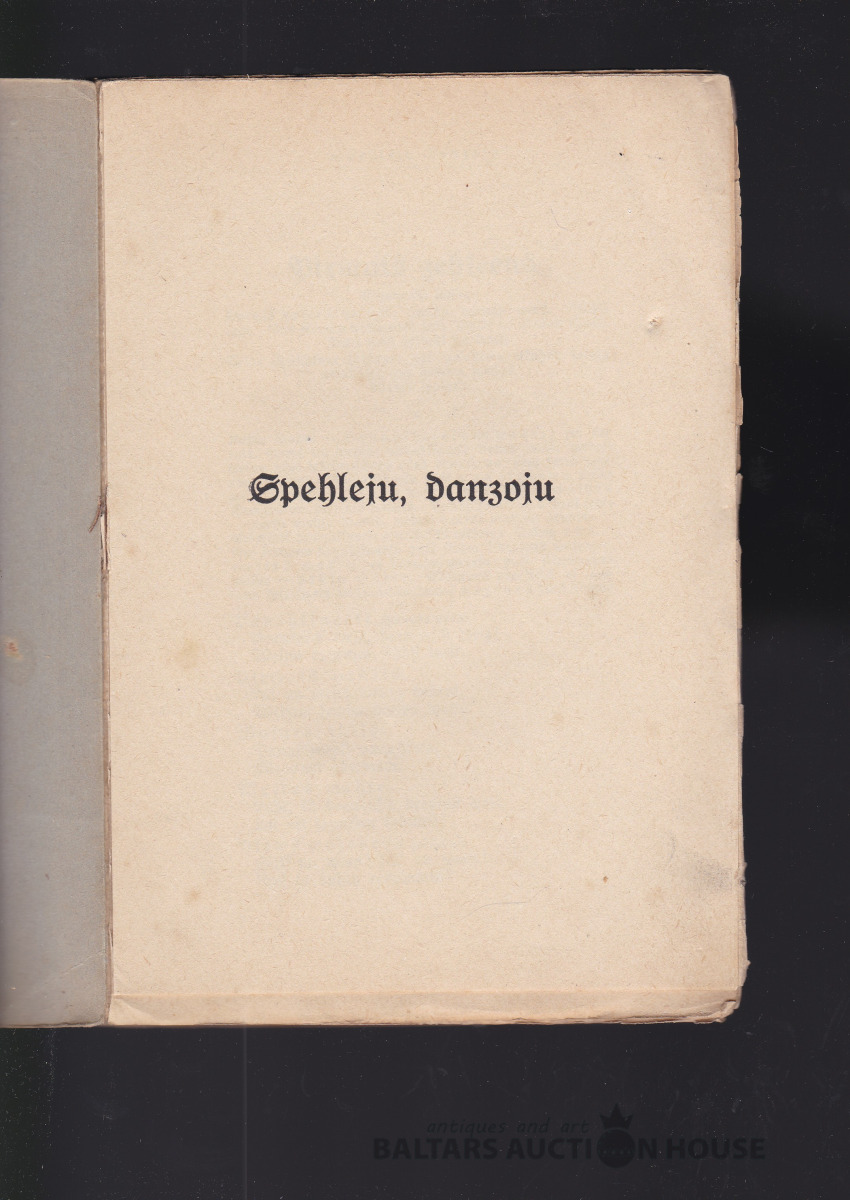 Spehleju, danzoju
antiques and art
BALTARS AUCTION HOUSE